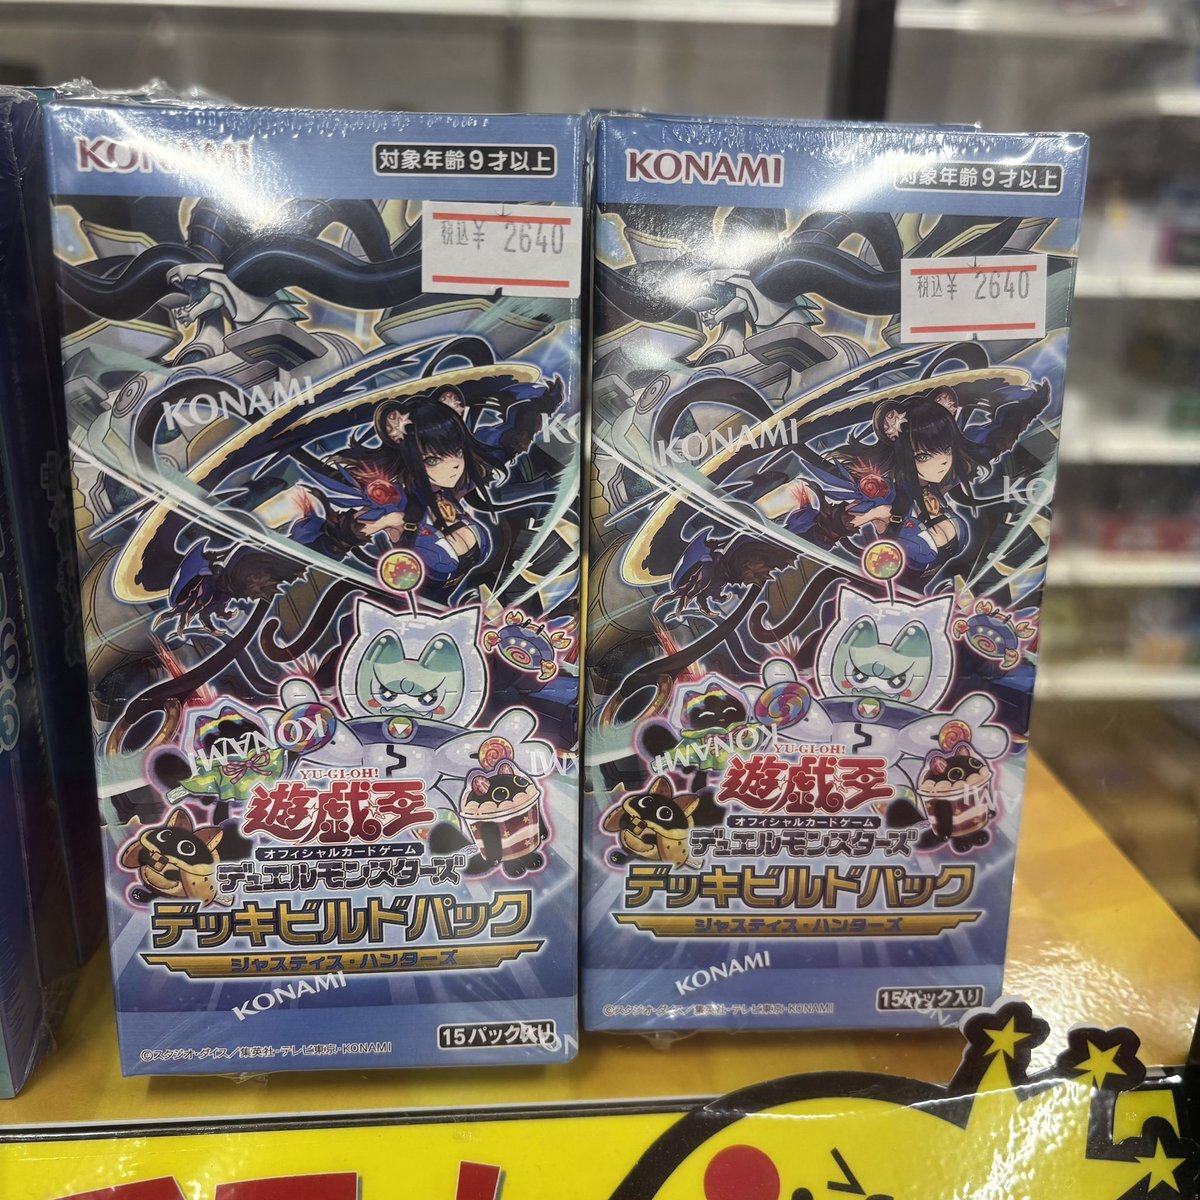 KONAMI
対象年齢9才以上
税込¥ 2640
KONAMI
KONAMI
KONAMI
YU-GI-OH!
遊戯王
オフィシャルカードゲーム
デュエルモンスターズ
デッキビルドパック
ジャスティス・ハンターズ
KONAMI
15パック入り
©スタジオ・ダイス/集英社・テレビ東京・KONAMI
KONAMI
対象年齢9才以上
税込¥ 2640
KONAMI
KONAMI
YU-GI-OH!
遊戯王
オフィシャルカードゲーム
デュエルモンスターズ
デッキビルドパック
ジャスティス・ハンターズ
KONAMI
15パック入り
©スタジオ・ダイス/集英社・テレビ東京・KONAMI